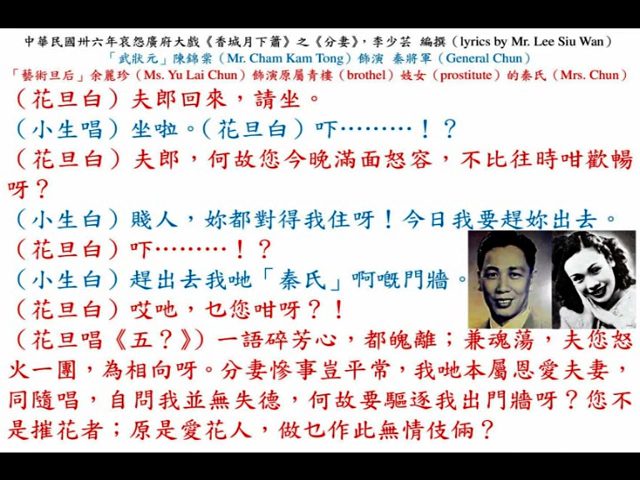 中華民國卅六年哀怨廣府大戲《香城月下蕭》之《分妻》，李少芸 編撰（lyrics by Mr. Lee Siu Wan）
「武狀元」陳錦棠（Mr. Cham Kam Tong）飾演 秦將軍（General Chun）
「藝術旦后」余麗珍（Ms. Yu Lai Chun）飾演原屬青樓（brothel）妓女（prostitute）的秦氏（Mrs. Chun）
（花旦白）夫郎回來，請坐。
（小生唱）坐啦。（花旦白）吓………！？
（花旦白）夫郎，何故您今晚滿面怒容，不比往時咁歡暢
呀？
（小生白）賤人，妳都對得我住呀！今日我要趕妳出去。
（花旦白）吓………！？
（小生白）趕出去我哋「秦氏」啊嘅門牆。
（花旦白）哎吔，乜您咁呀？！
（花旦唱《五？》）一語碎芳心，都魄離；兼魂蕩，夫您怒
火一團，為相向呀。分妻慘事豈平常，我哋本屬恩愛夫妻，
同隨唱，自問我並無失德，何故要驅逐我出門牆呀？您不
是摧花者；原是愛花人，做乜作此無情伎倆？